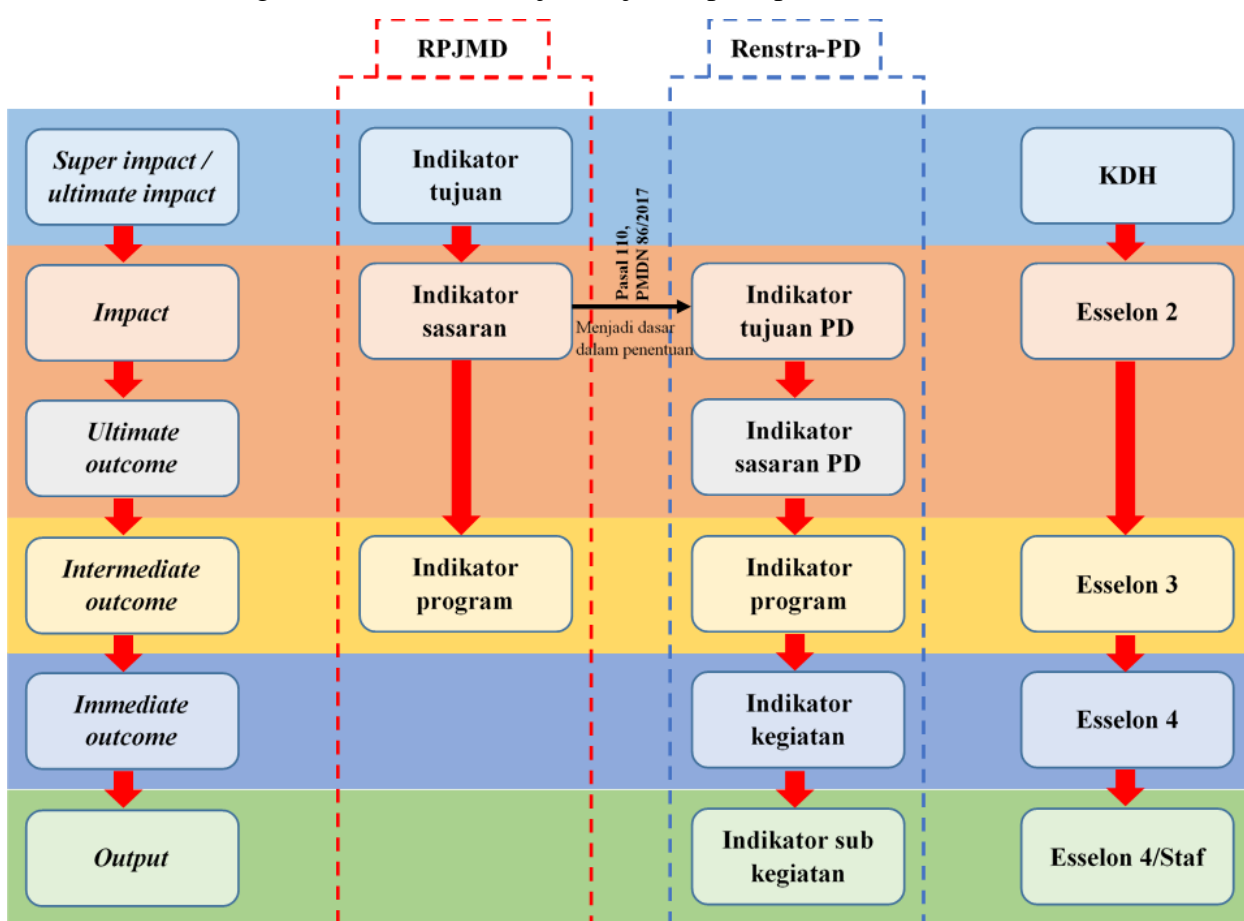 RPJMD
Renstra-PD
Super impact /
ultimate impact
Indikator
tujuan
KDH
Impact
Indikator
sasaran
Pasal 110,
PMDN 86/2017
Menjadi dasar
dalam penentuan
Indikator
tujuan PD
Esselon 2
Ultimate
outcome
Indikator
sasaran PD
Intermediate
outcome
Indikator
program
Indikator
program
Esselon 3
Immediate
outcome
Indikator
kegiatan
Esselon 4
Output
Indikator sub
kegiatan
Esselon 4/Staf